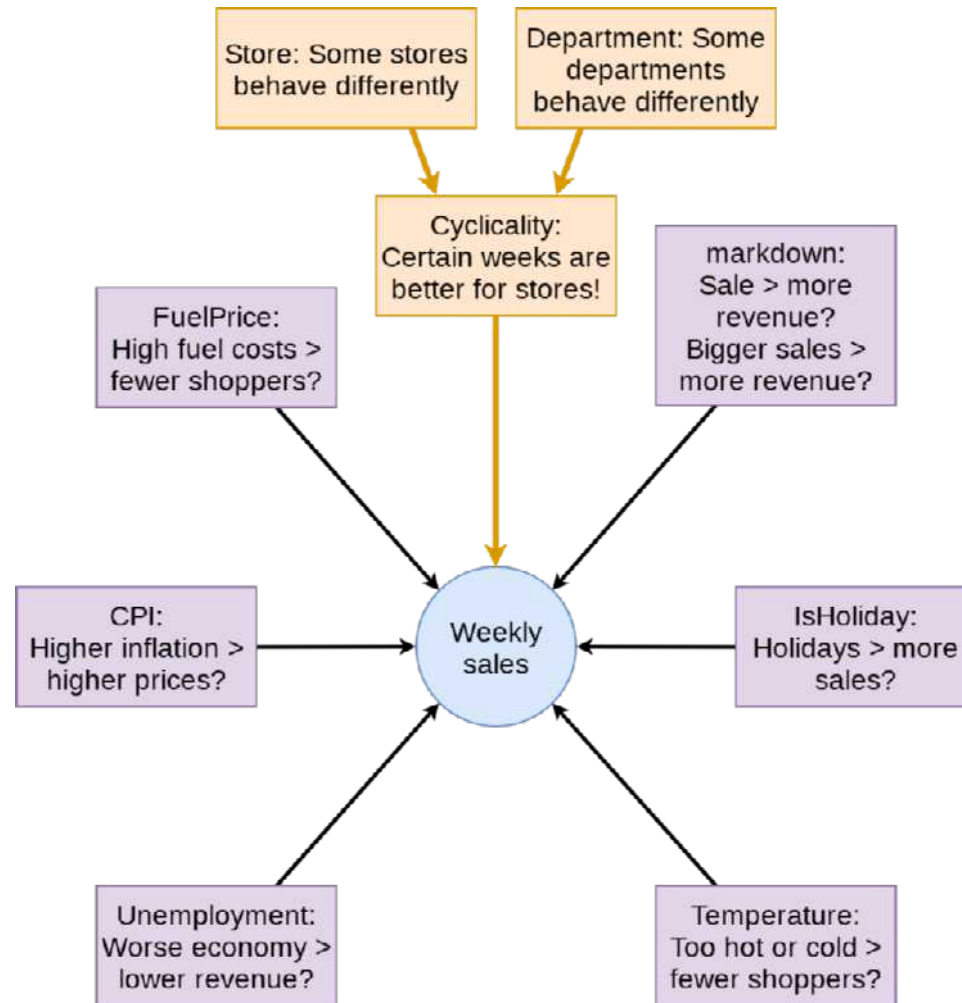 Store: Some stores
behave differently
Department: Some
departments
behave differently
Cyclicality:
Certain weeks are
better for stores!
markdown:
Sale > more
revenue?
Bigger sales >
more revenue?
FuelPrice:
High fuel costs >
fewer shoppers?
CPI:
Higher inflation >
higher prices?
Weekly
sales
IsHoliday:
Holidays > more
sales?
Unemployment:
Worse economy >
lower revenue?
Temperature:
Too hot or cold >
fewer shoppers?